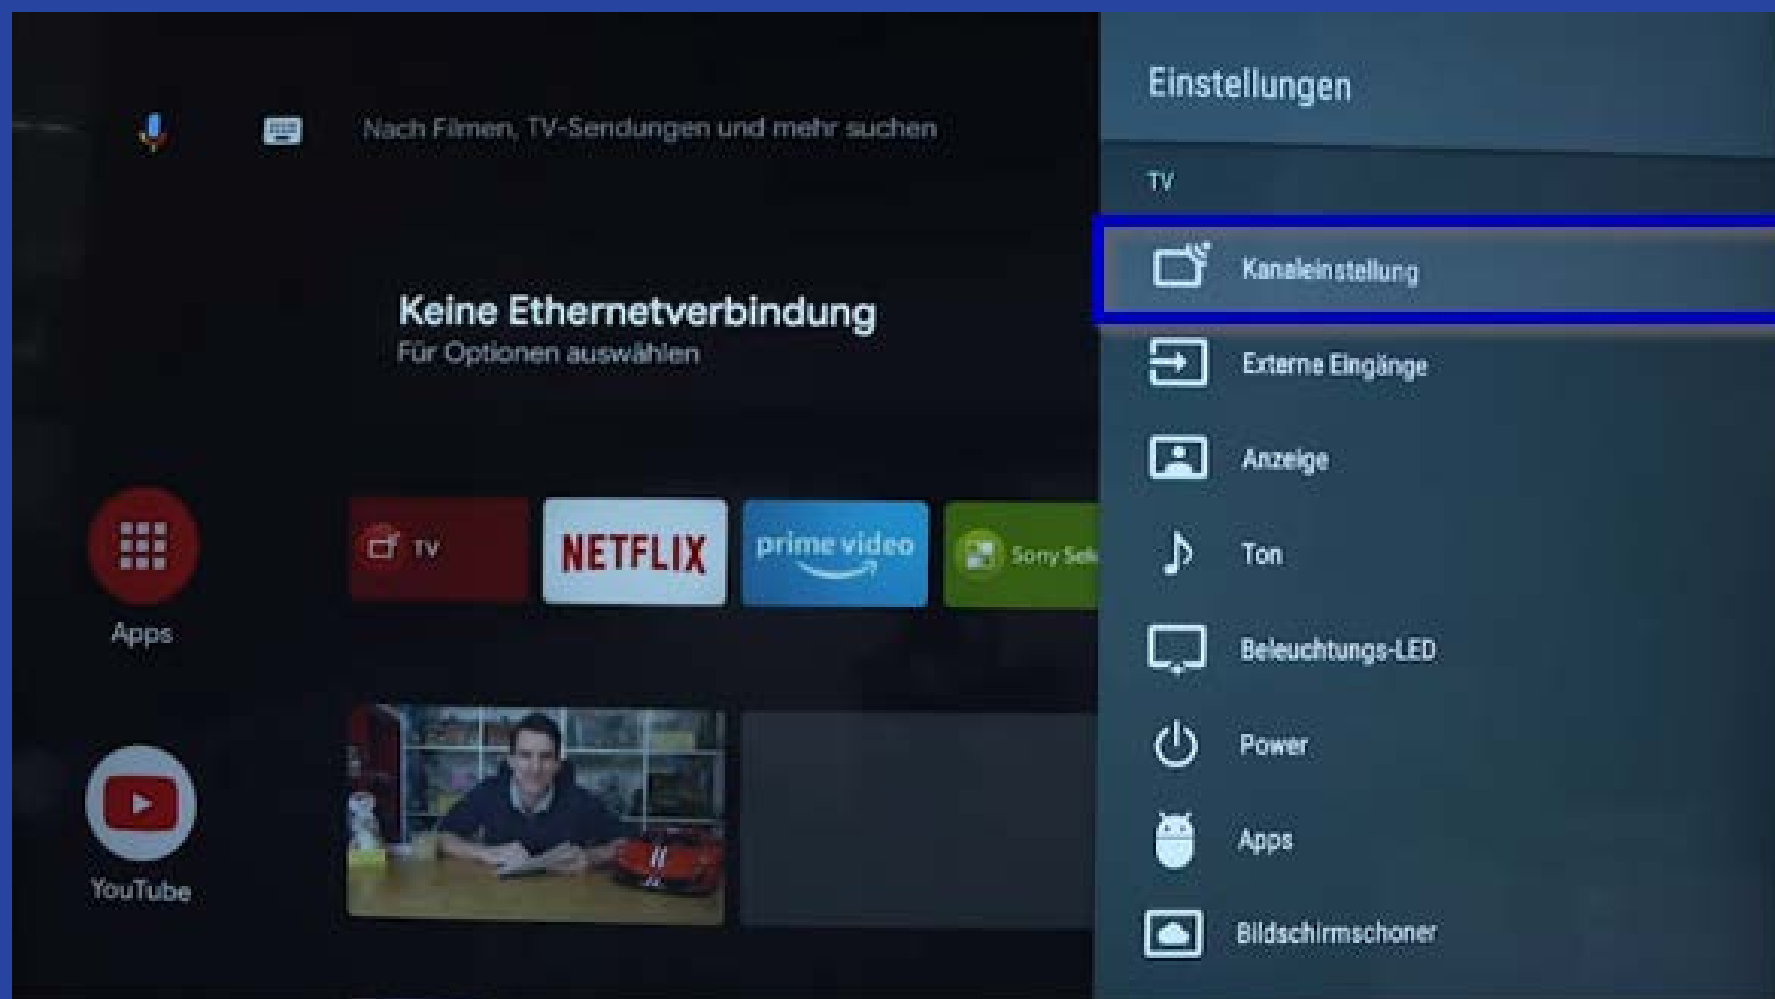 Nach Filmen, TV-Sendungen und mehr suchen
Keine Ethernetverbindung
Für Optionen auswählen
TV
NETFLIX
prime video
Sony
Apps
YouTube
Einstellungen
TV
Kanaleinstellung
Externe Eingänge
Anzeige
Ton
Beleuchtungs-LED
Power
Apps
Bildschirmschoner